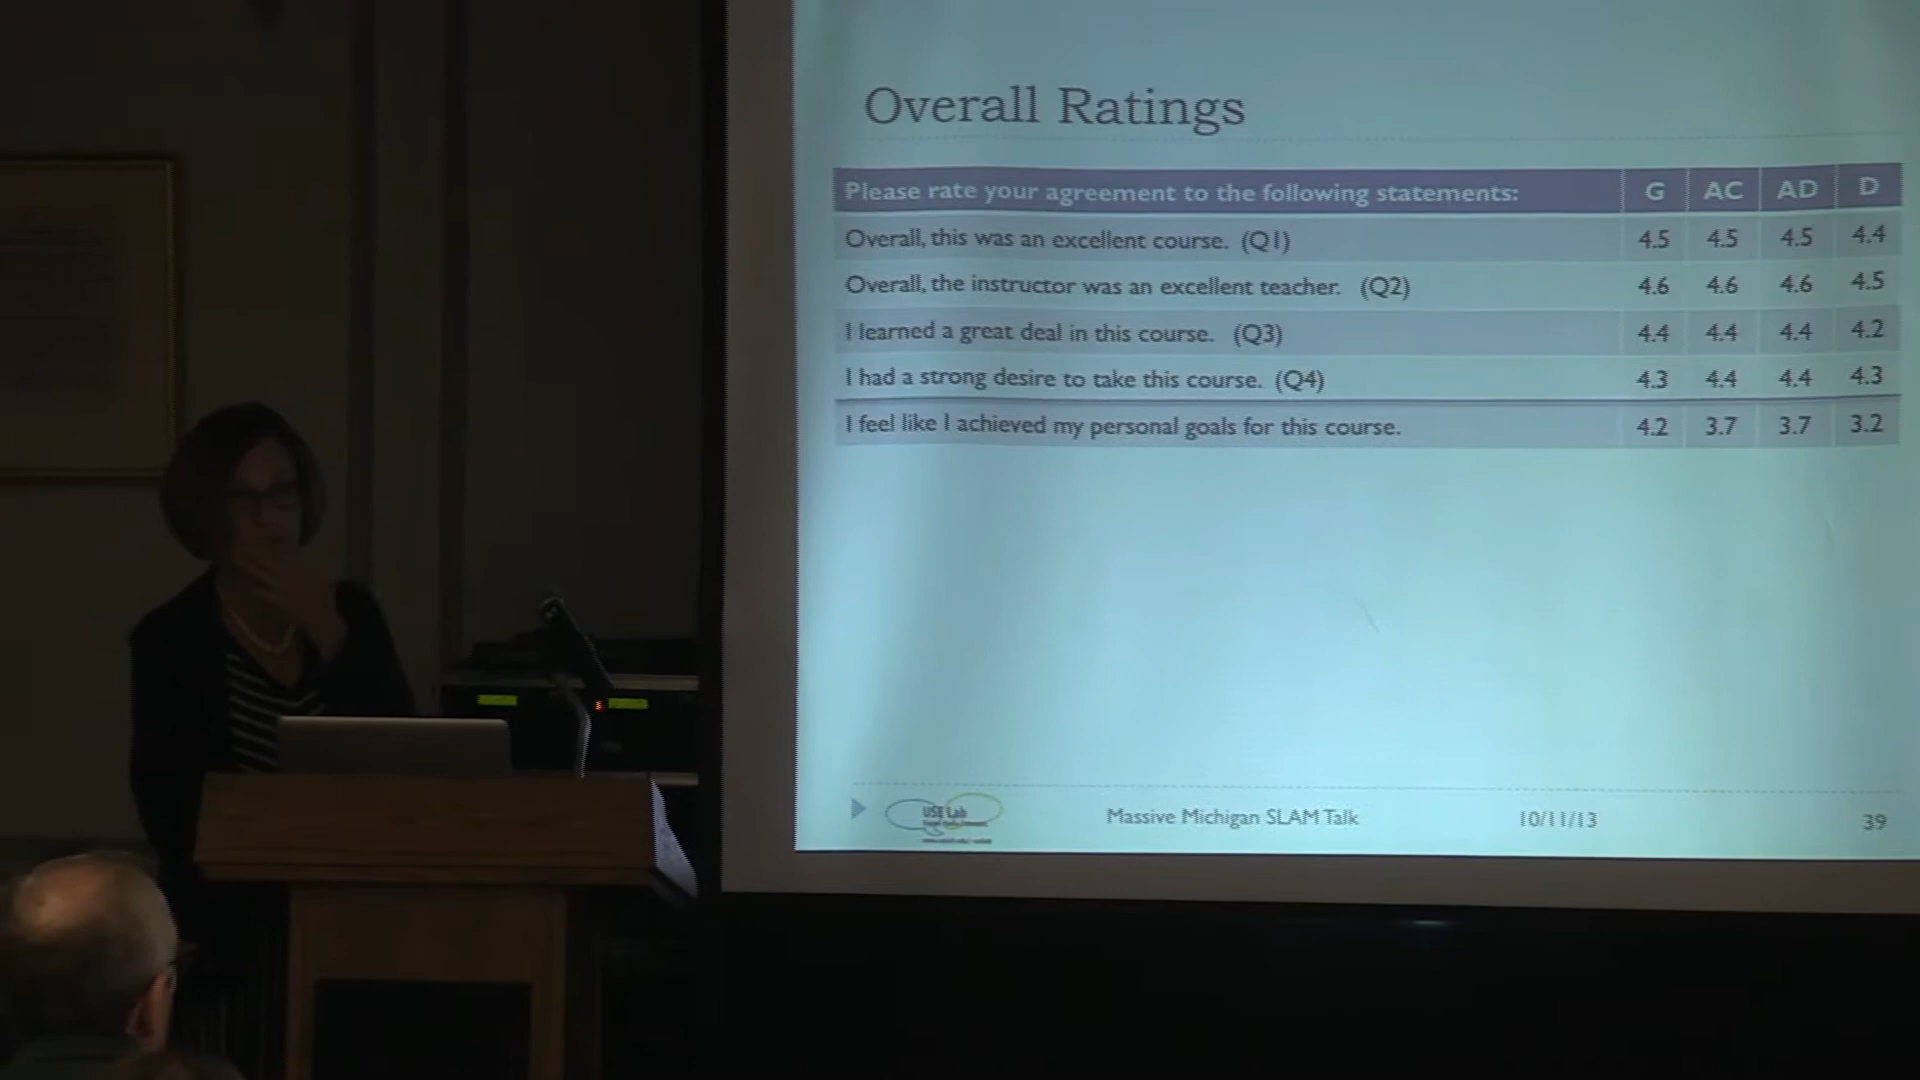 Overall Ratings
Please rate your agreement to the following statements: G AC AD D
Overall, this was an excellent course. (Q1) 4.5 4.5 4.5 4.4
Overall, the instructor was an excellent teacher. (Q2) 4.6 4.6 4.6 4.5
I learned a great deal in this course. (Q3) 4.4 4.4 4.4 4.2
I had a strong desire to take this course. (Q4) 4.3 4.4 4.4 4.3
I feel like I achieved my personal goals for this course. 4.2 3.7 3.7 3.2
USE Lab
Massive Michigan SLAM Talk 10/11/13 39